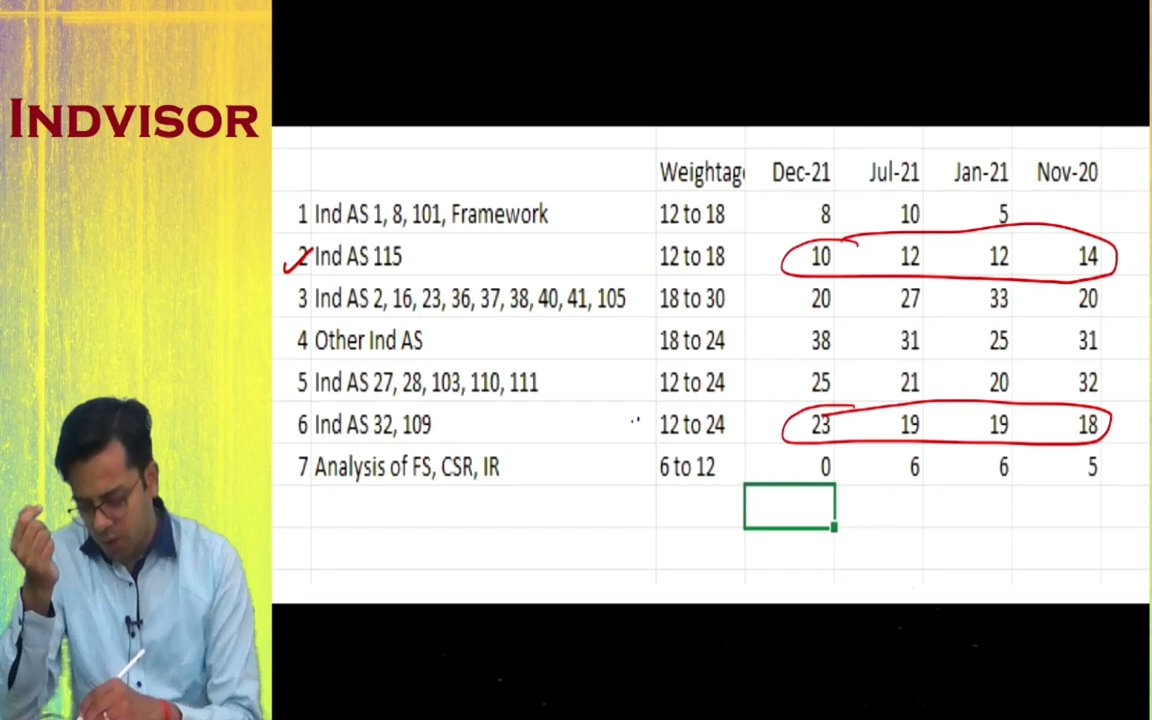 INDVISOR
Weightag Dec-21 Jul-21 Jan-21 Nov-20
1 Ind AS 1, 8, 101, Framework 12 to 18 8 10 5
2 Ind AS 115 12 to 18 10 12 12 14
3 Ind AS 2, 16, 23, 36, 37, 38, 40, 41, 105 18 to 30 20 27 33 20
4 Other Ind AS 18 to 24 38 31 25 31
5 Ind AS 27, 28, 103, 110, 111 12 to 24 25 21 20 32
6 Ind AS 32, 109 12 to 24 23 19 19 18
7 Analysis of FS, CSR, IR 6 to 12 0 6 6 5